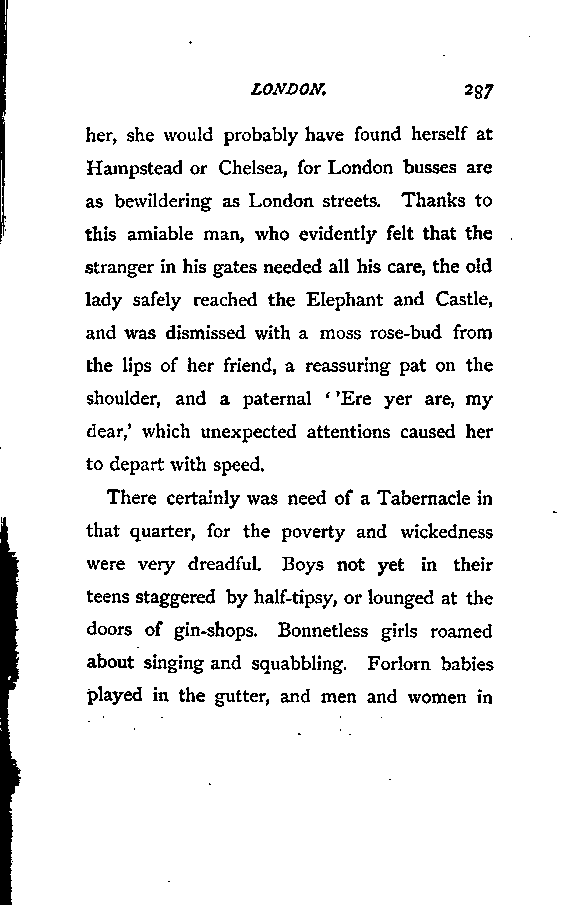 LONDON. 287
her, she would probably have found herself at
Hampstead or Chelsea, for London busses are
as bewildering as London streets. Thanks to
this amiable man, who evidently felt that the
stranger in his gates needed all his care, the old
lady safely reached the Elephant and Castle,
and was dismissed with a moss rose-bud from
the lips of her friend, a reassuring pat on the
shoulder, and a paternal ‘ ’Ere yer are, my
dear,’ which unexpected attentions caused her
to depart with speed.
There certainly was need of a Tabernacle in
that quarter, for the poverty and wickedness
were very dreadful. Boys not yet in their
teens staggered by half-tipsy, or lounged at the
doors of gin-shops. Bonnetless girls roamed
about singing and squabbling. Forlorn babies
played in the gutter, and men and women in